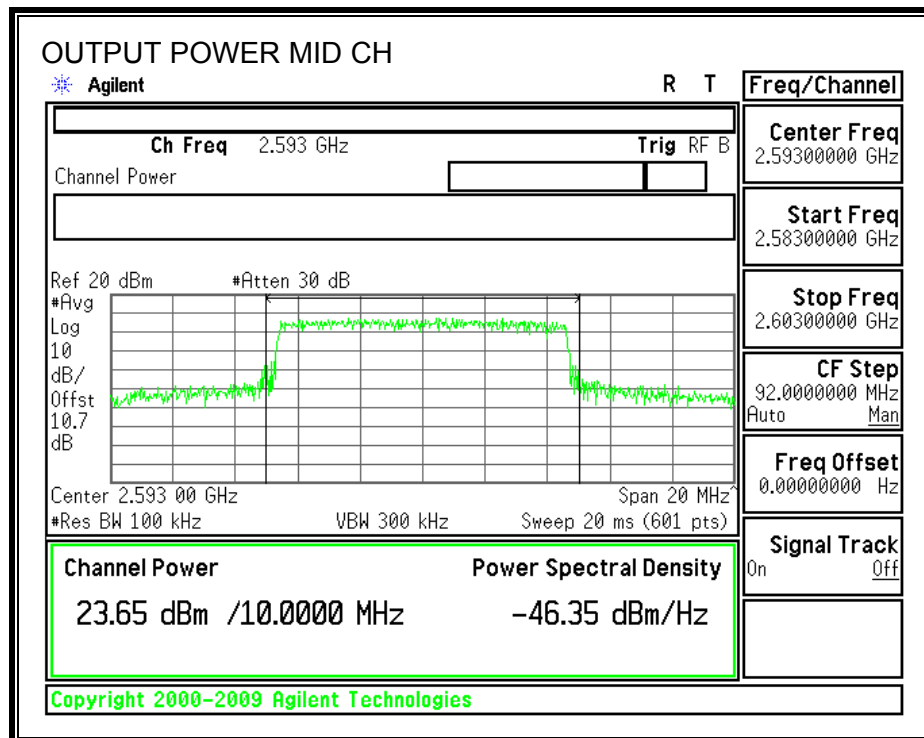 OUTPUT POWER MID CH
Agilent R T
Ch Freq 2.593 GHz Trig RF B
Channel Power
Ref 20 dBm #Atten 30 dB
#Avg
Log
10
dB/
Offst
10.7
dB
Center 2.593 00 GHz Span 20 MHz^
#Res BW 100 kHz VBW 300 kHz Sweep 20 ms (601 pts)
Channel Power Power Spectral Density
23.65 dBm /10.0000 MHz -46.35 dBm/Hz
Copyright 2000-2009 Agilent Technologies
Freq/Channel
Center Freq
2.59300000 GHz
Start Freq
2.58300000 GHz
Stop Freq
2.60300000 GHz
CF Step
92.0000000 MHz
Auto Man
Freq Offset
0.00000000 Hz
Signal Track
On Off